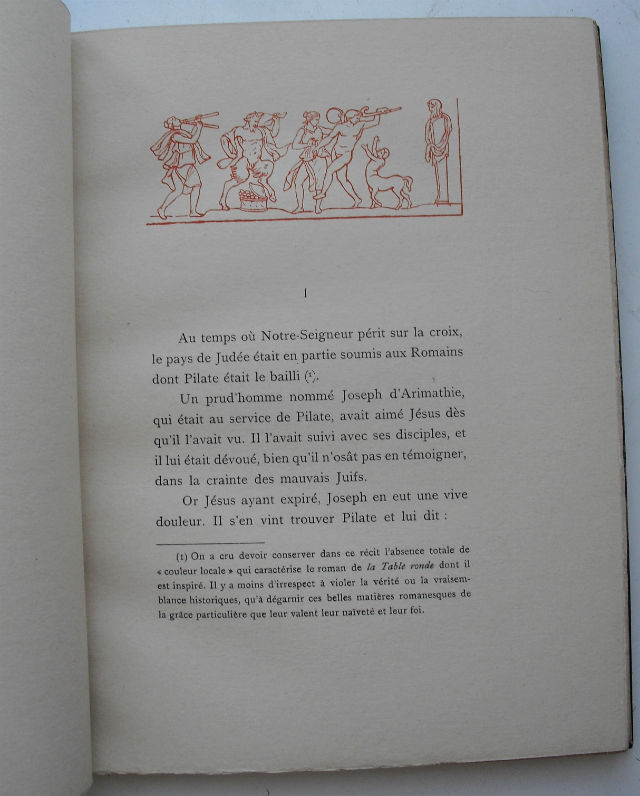 I
Au temps où Notre-Seigneur périt sur la croix,
le pays de Judée était en partie soumis aux Romains
dont Pilate était le bailli (1).
Un prud'homme nommé Joseph d'Arimathie,
qui était au service de Pilate, avait aimé Jésus dès
qu'il l'avait vu. Il l'avait suivi avec ses disciples, et
il lui était dévoué, bien qu'il n'osât pas en témoigner,
dans la crainte des mauvais Juifs.
Or Jésus ayant expiré, Joseph en eut une vive
douleur. Il s'en vint trouver Pilate et lui dit :
(1) On a cru devoir conserver dans ce récit l'absence totale de
« couleur locale » qui caractérise le roman de la Table ronde dont il
est inspiré. Il y a moins d'irrespect à violer la vérité ou la vraisem-
blance historiques, qu'à dégarnir ces belles matières romanesques de
la grâce particulière que leur valent leur naïveté et leur foi.